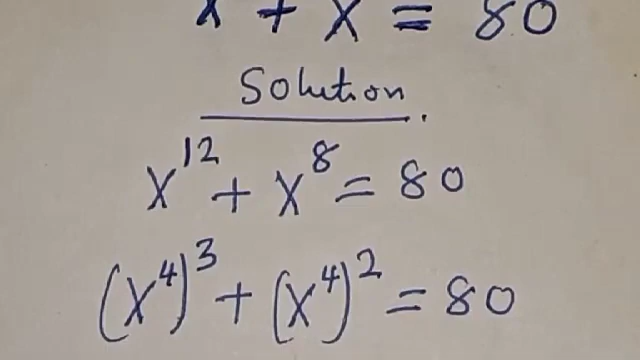 x + x = 80
Solution.
x¹² + x⁸ = 80
(x⁴)³ + (x⁴)² = 80